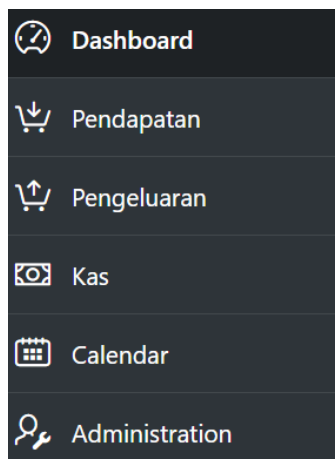 Dashboard
Pendapatan
Pengeluaran
Kas
Calendar
Administration